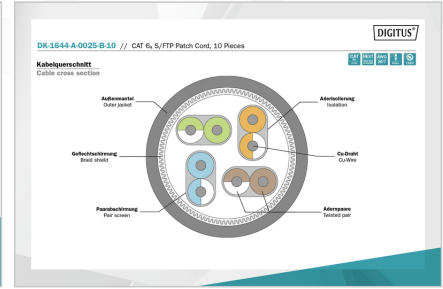 DIGITUS®
DK-1644-A-0025-B-10 // CAT 6A S/FTP Patch Cord, 10 Pieces
Kabelquerschnitt
Cable cross section
Außenmantel
Outer jacket
Aderisolierung
Isolation
Geflechtschirmung
Braid shield
Cu-Draht
Cu-Wire
Paarabschirmung
Pair screen
Adernpaare
Twisted pair